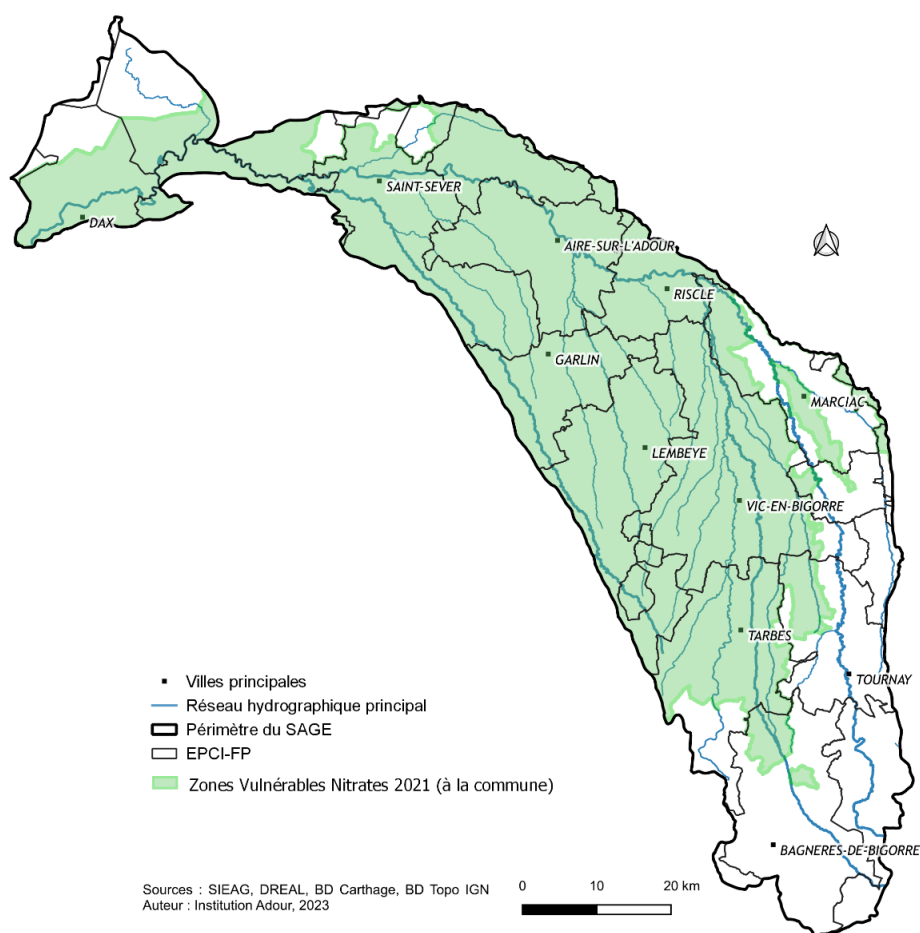 SAINT-SEVER
DAX
AIRE-SUR-L'ADOUR
RISCLE
GARLIN
MARCIAC
LEMBEYE
VIC-EN-BIGORRE
TARBES
TOURNAY
BAGNERES-DE-BIGORRE
Villes principales
Réseau hydrographique principal
Périmètre du SAGE
EPCI-FP
Zones Vulnérables Nitrates 2021 (à la commune)
Sources : SIEAG, DREAL, BD Carthage, BD Topo IGN
Auteur : Institution Adour, 2023
0 10 20 km